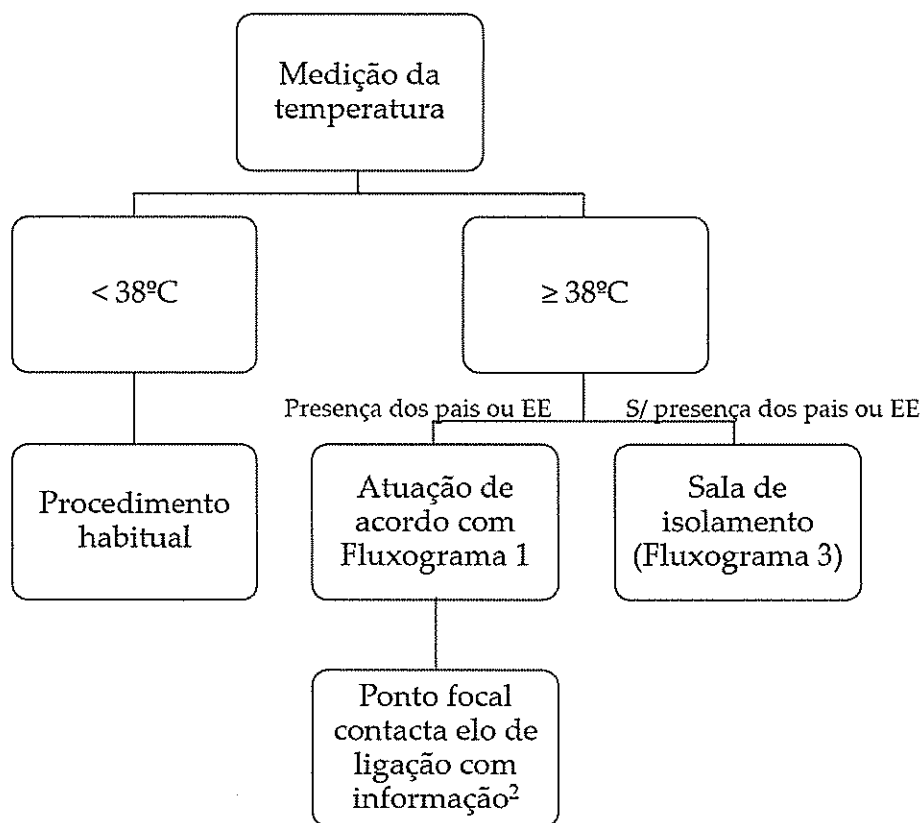 Medição da
temperatura
< 38ºC
≥ 38ºC
Presença dos pais ou EE
S/ presença dos pais ou EE
Procedimento
habitual
Atuação de
acordo com
Fluxograma 1
Sala de
isolamento
(Fluxograma 3)
Ponto focal
contacta elo de
ligação com
informação²